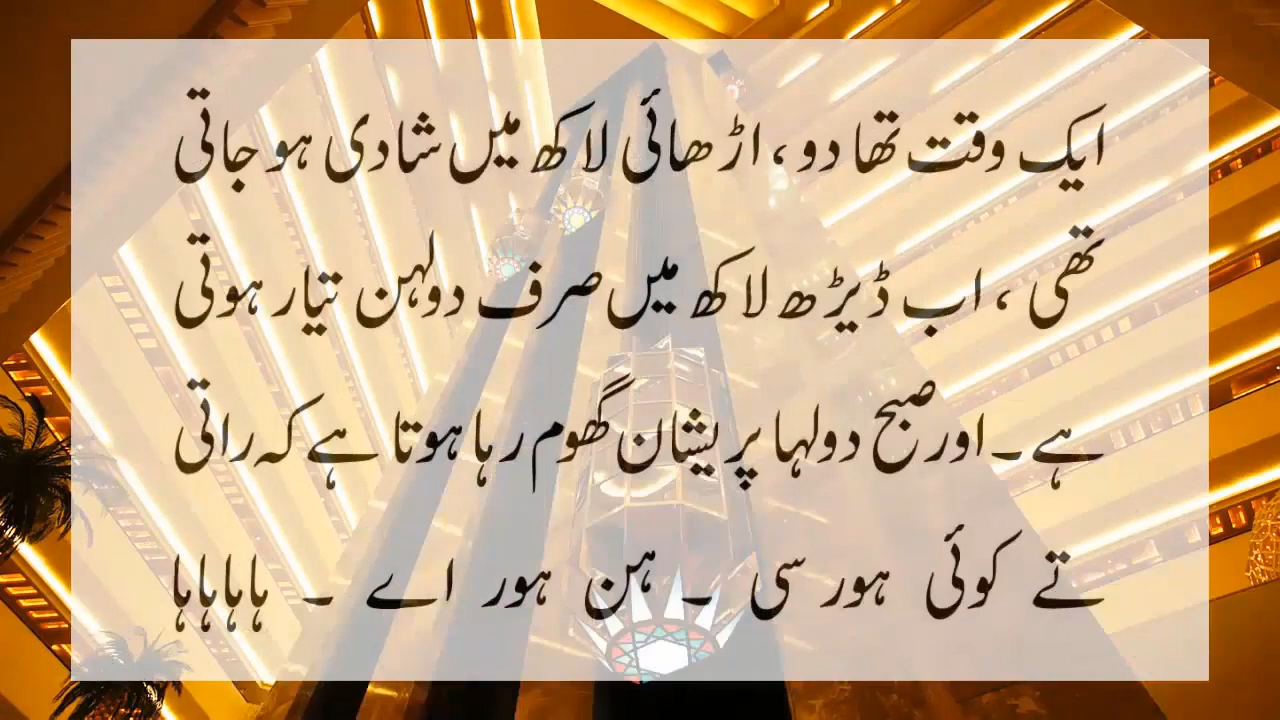 ایک وقت تھا دو، اڑھائی لاکھ میں شادی ہو جاتی
تھی ، اب ڈیڑھ لاکھ میں صرف دولہن تیار ہوتی
ہے۔ اور صبح دولہا پریشان گھوم رہا ہوتا ہے کہ راتی
تے کوئی ہور سی ۔ ہن ہور اے ۔ ہاہاہاہا